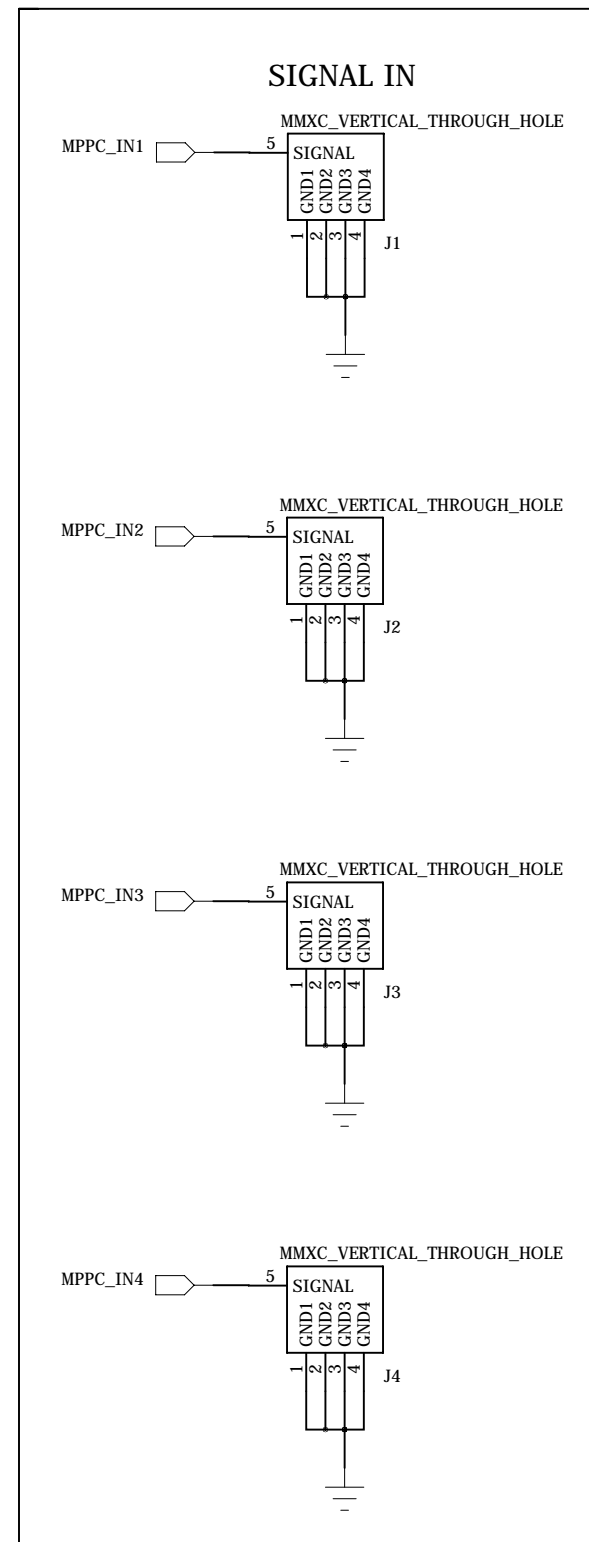 SIGNAL IN
MMXC_VERTICAL_THROUGH_HOLE
MPPC_IN1
5
SIGNAL
GND1
GND2
GND3
GND4
1
2
3
4
J1
MMXC_VERTICAL_THROUGH_HOLE
MPPC_IN2
5
SIGNAL
GND1
GND2
GND3
GND4
1
2
3
4
J2
MMXC_VERTICAL_THROUGH_HOLE
MPPC_IN3
5
SIGNAL
GND1
GND2
GND3
GND4
1
2
3
4
J3
MMXC_VERTICAL_THROUGH_HOLE
MPPC_IN4
5
SIGNAL
GND1
GND2
GND3
GND4
1
2
3
4
J4